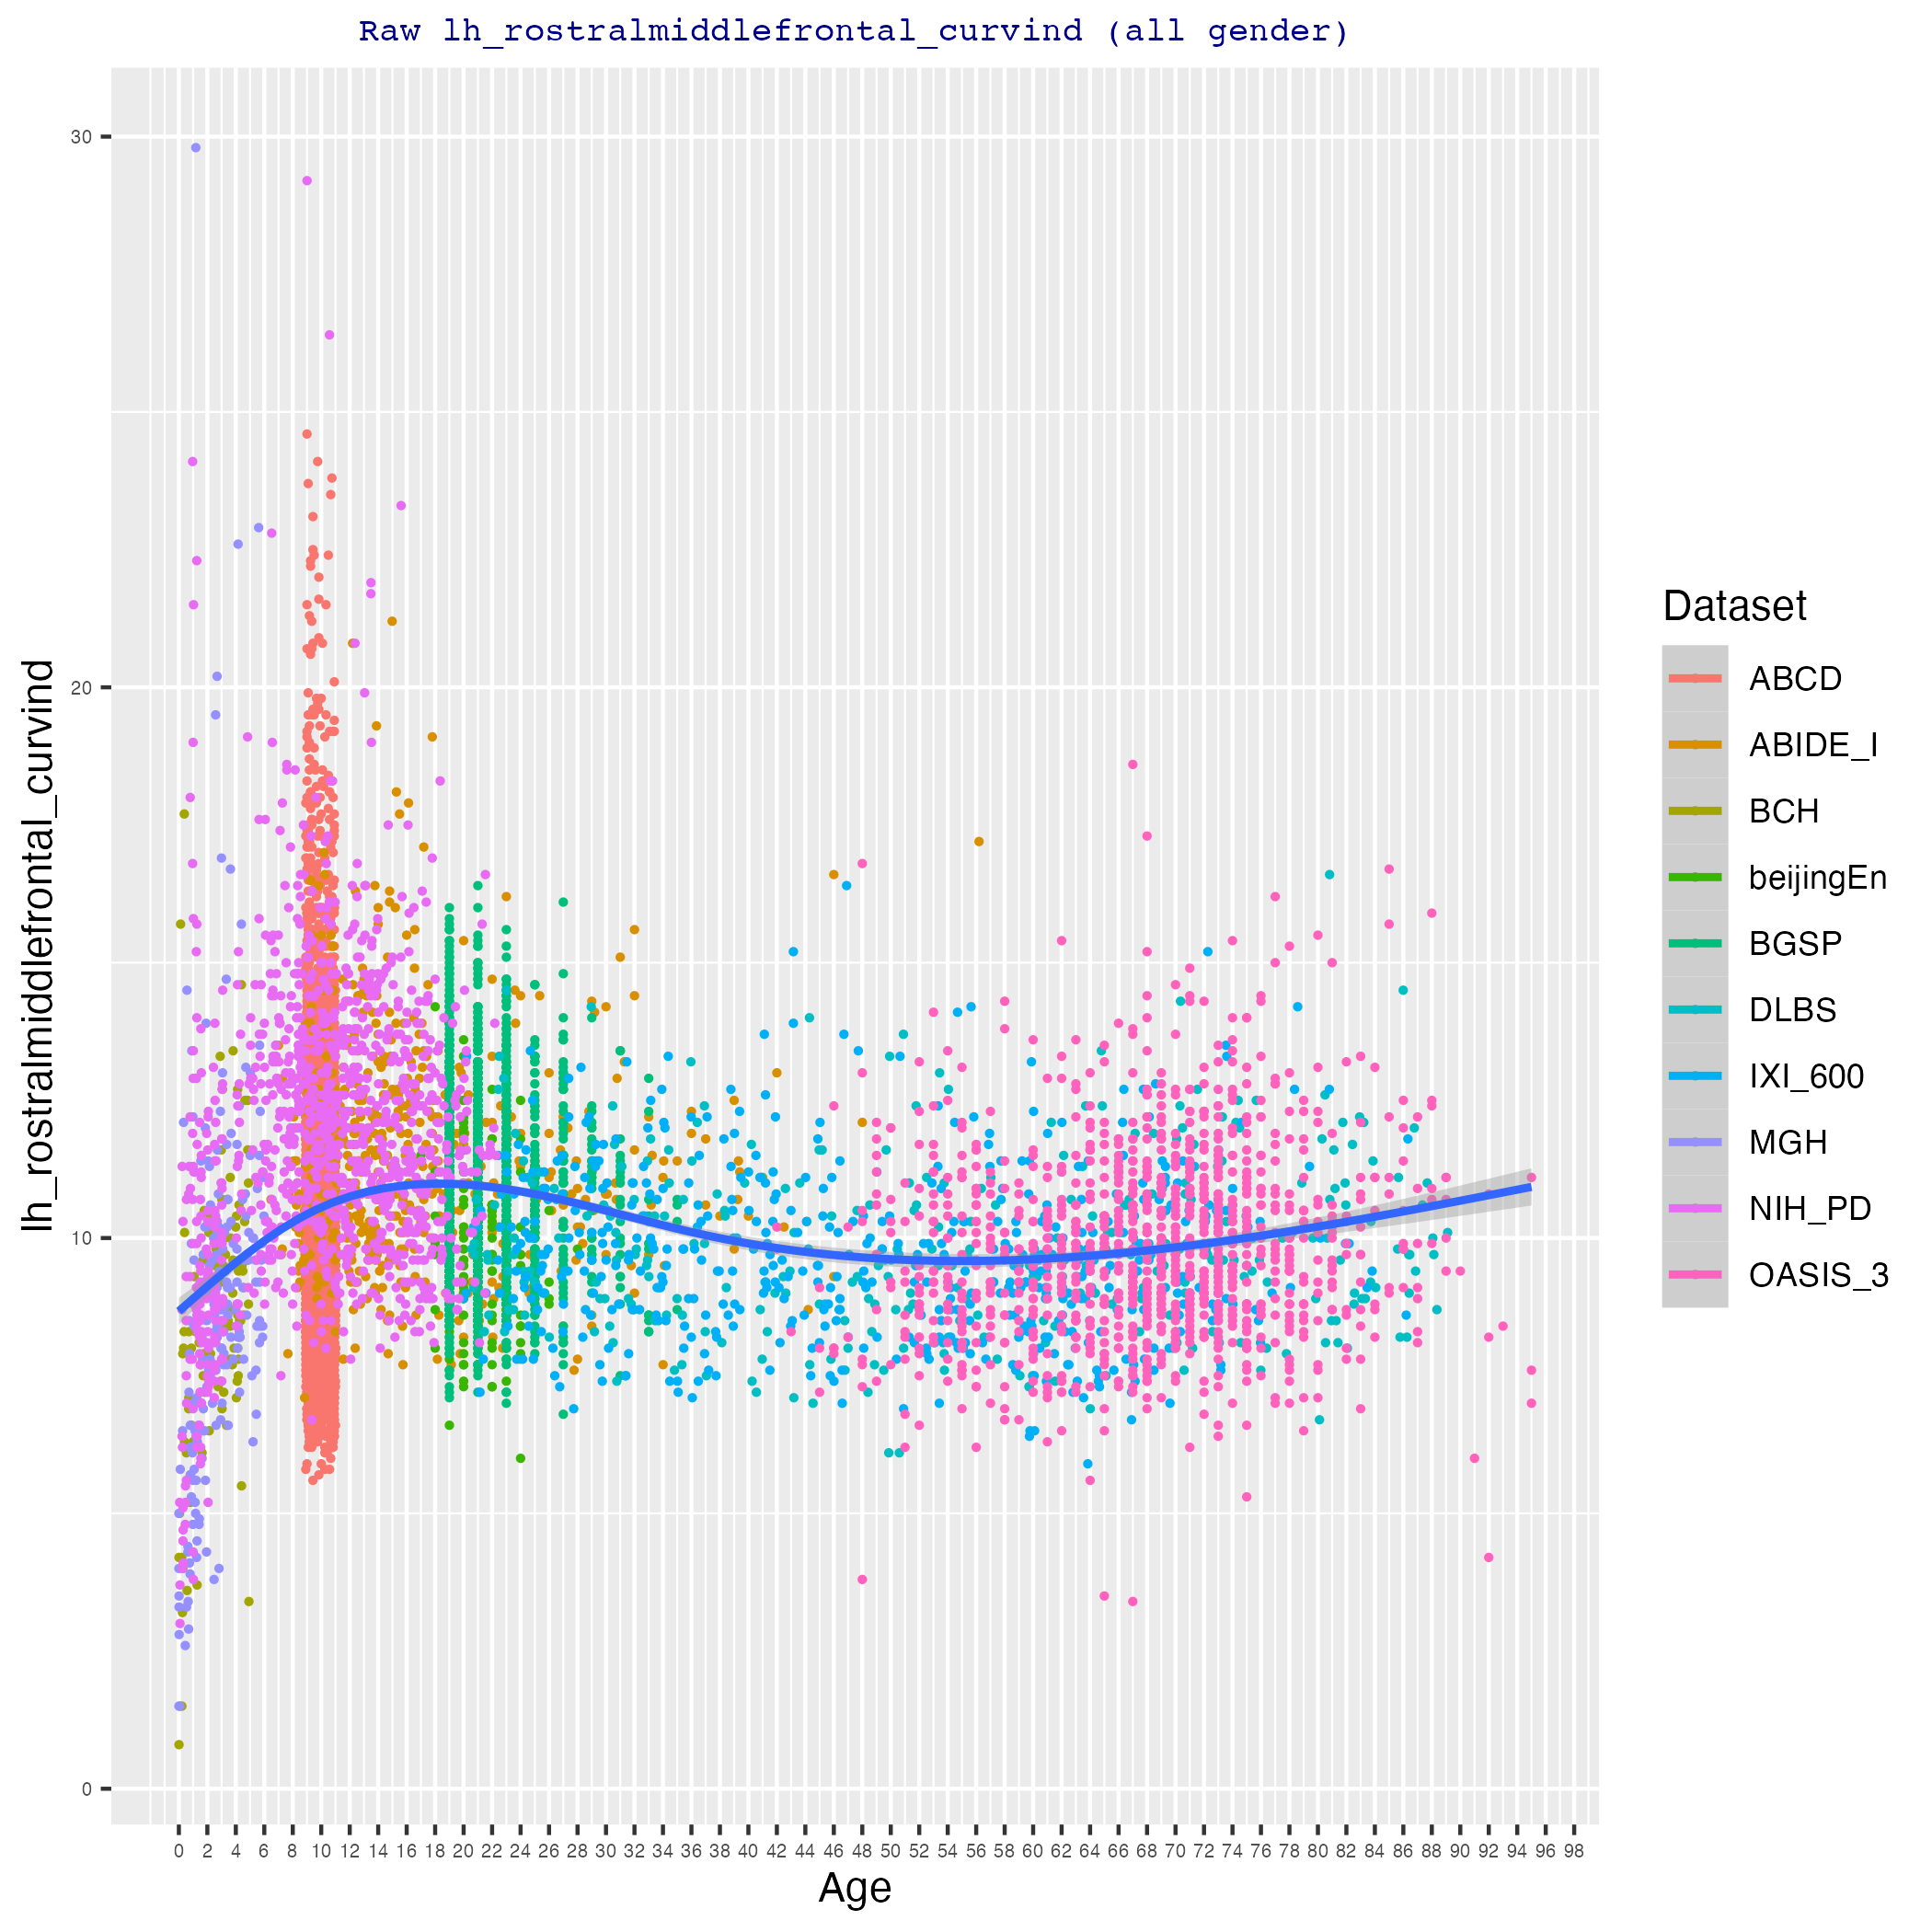 Raw lh_rostralmiddlefrontal_curvind (all gender)
lh_rostralmiddlefrontal_curvind
30
20
10
0
0 2 4 6 8 10 12 14 16 18 20 22 24 26 28 30 32 34 36 38 40 42 44 46 48 50 52 54 56 58 60 62 64 66 68 70 72 74 76 78 80 82 84 86 88 90 92 94 96 98
Age
Dataset
ABCD
ABIDE_I
BCH
beijingEn
BGSP
DLBS
IXI_600
MGH
NIH_PD
OASIS_3